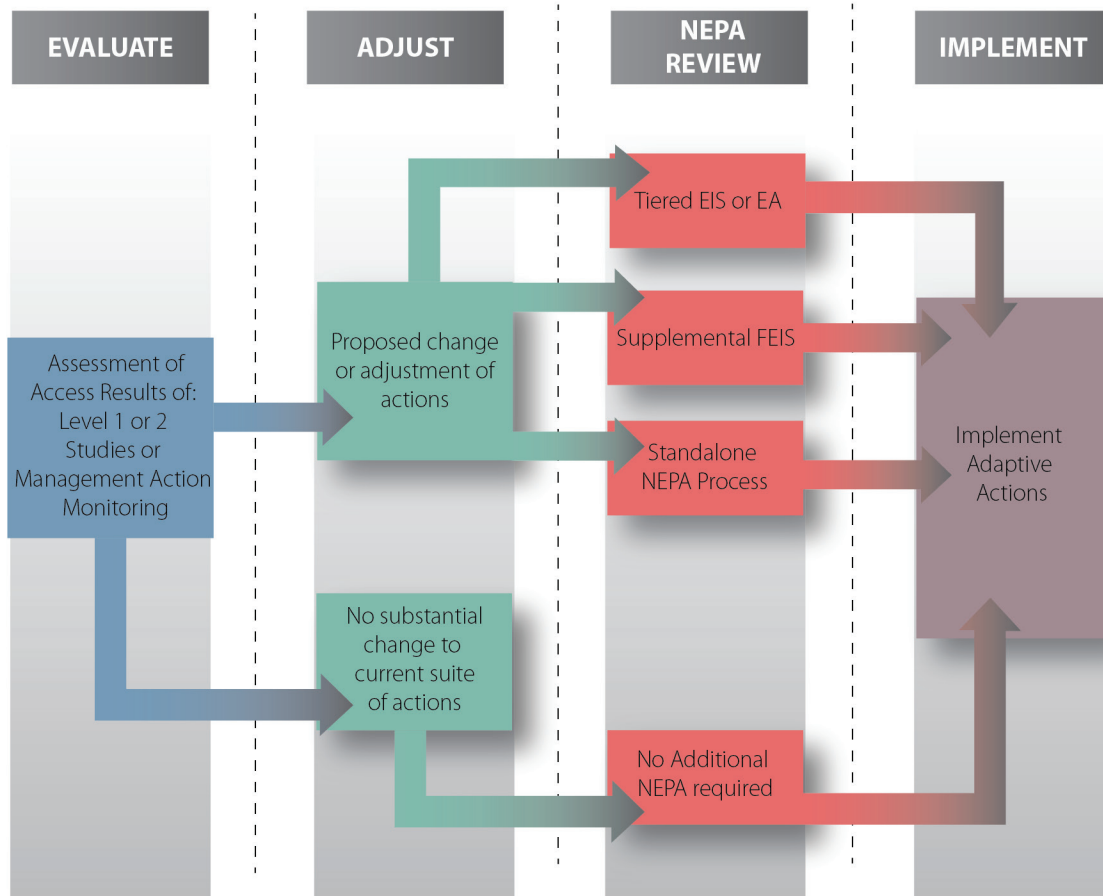 EVALUATE
ADJUST
NEPA
REVIEW
IMPLEMENT
Assessment of
Access Results of:
Level 1 or 2
Studies or
Management Action
Monitoring
Proposed change
or adjustment of
actions
No substantial
change to
current suite
of actions
Tiered EIS or EA
Supplemental FEIS
Standalone
NEPA Process
No Additional
NEPA required
Implement
Adaptive
Actions